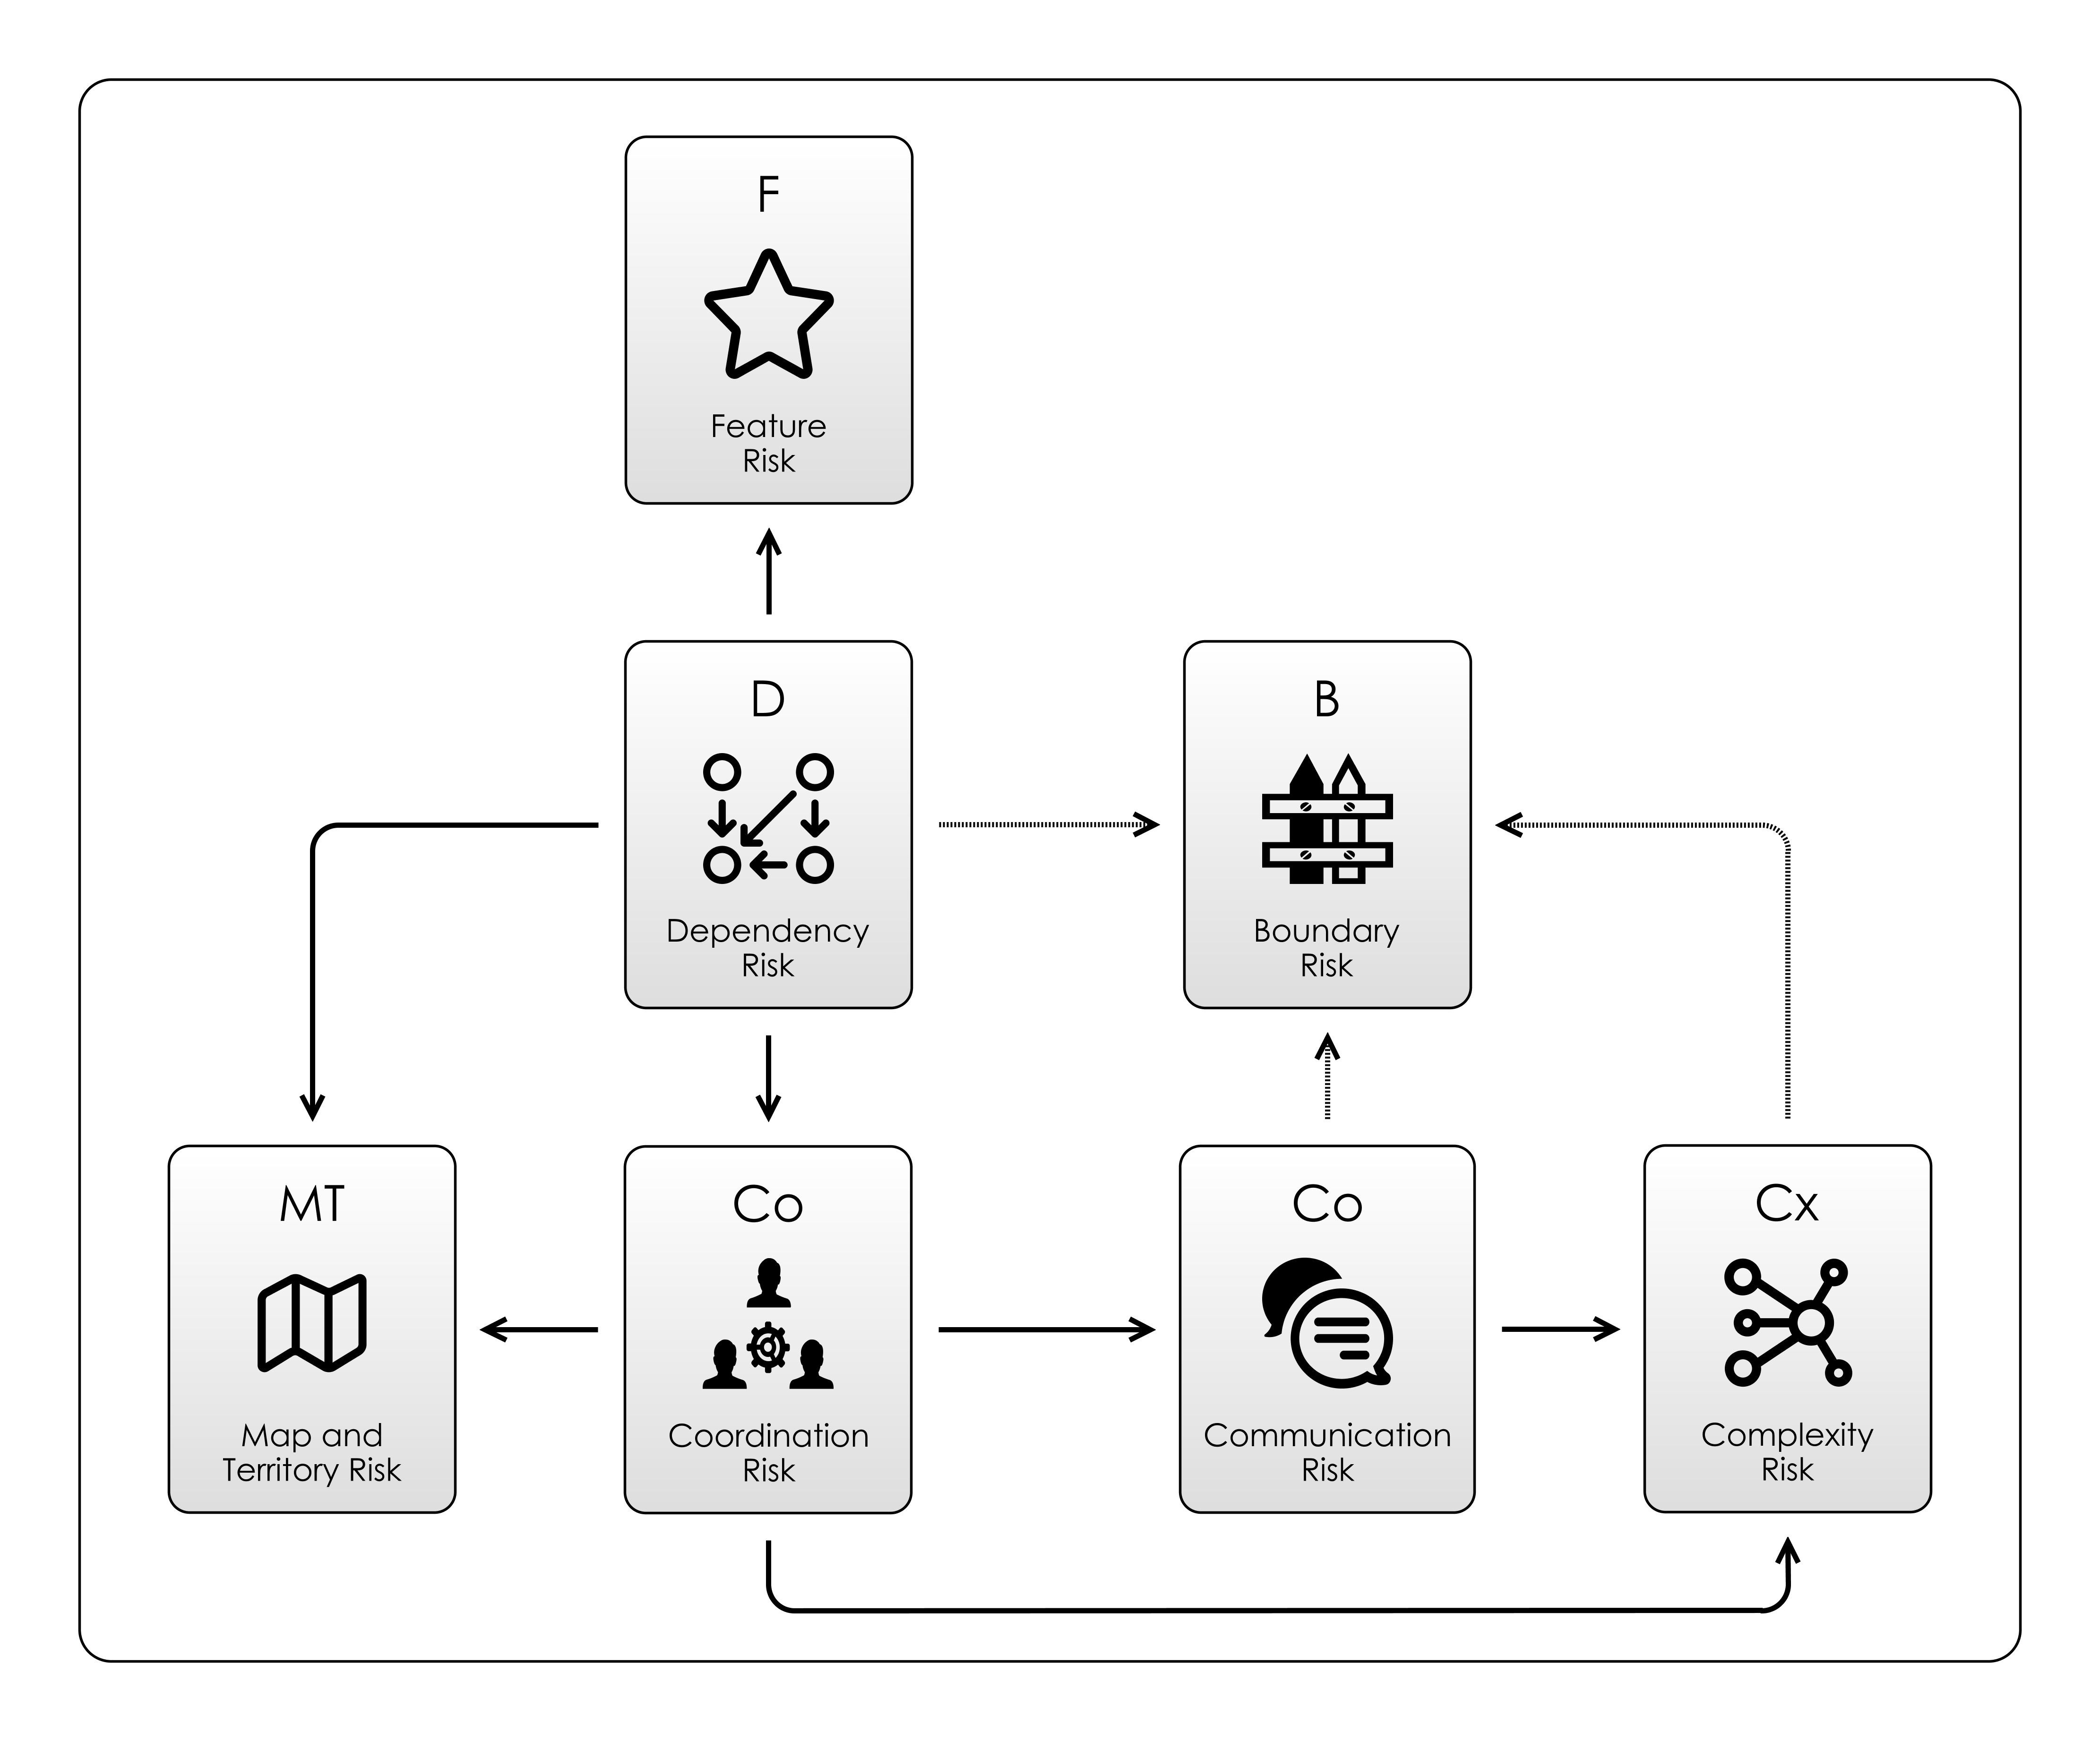 F
Feature
Risk
D
Dependency
Risk
B
Boundary
Risk
MT
Map and
Territory Risk
Co
Coordination
Risk
Co
Communication
Risk
Cx
Complexity
Risk